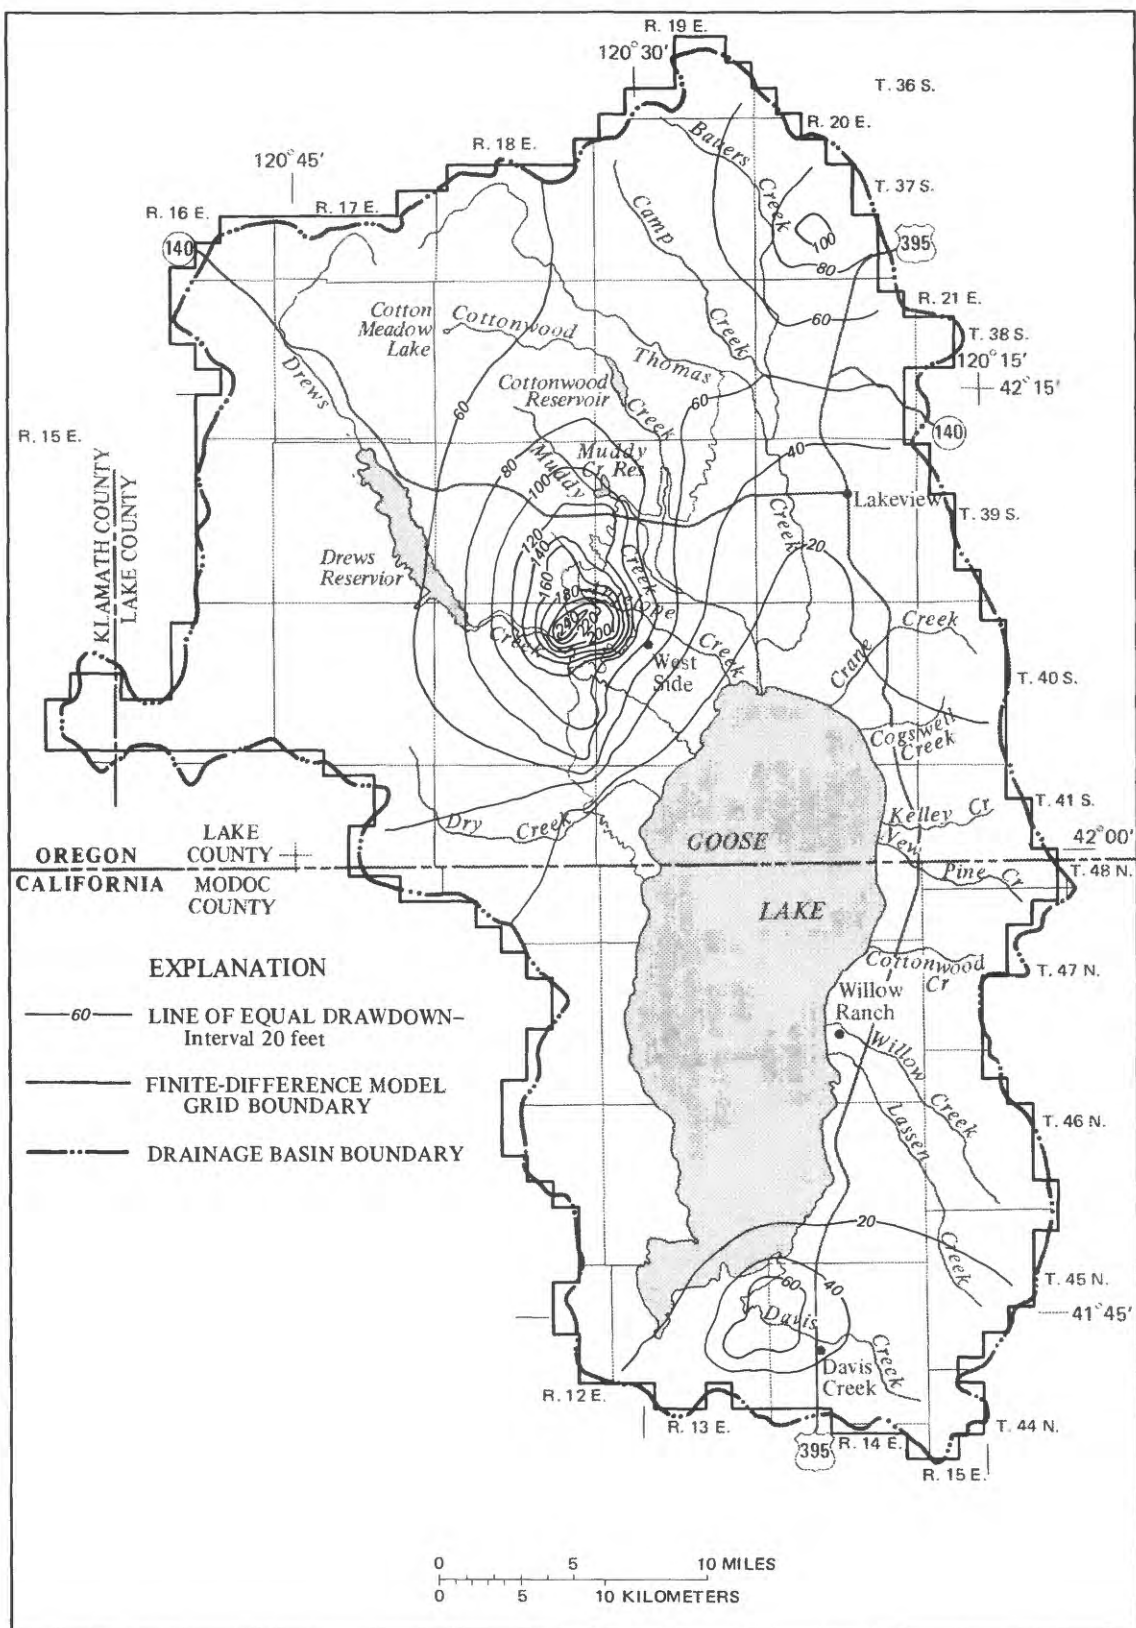 R. 19 E.
120°30'
T. 36 S.
R. 20 E.
Bauers
Creek
R. 18 E.
120°45'
T. 37 S.
R. 17 E.
R. 16 E.
140
Camp
Creek
100
395
80
R. 21 E.
60
T. 38 S.
120°15'
42°15'
Cotton
Meadow
Lake
Cottonwood
Creek
Thomas
Creek
Drews
Creek
Cottonwood
Reservoir
60
60
R. 15 E.
140
40
80
Muddy
Cr Res
Muddy
Creek
100
Lakeview
T. 39 S.
KLAMATH COUNTY
LAKE COUNTY
120
140
20
Drews
Reservior
160
180
Antelope
Creek
240
220
200
West
Side
Crane
Creek
T. 40 S.
Cogswell
Creek
T. 41 S.
Kelley Cr
Dry Creek
GOOSE
LAKE
New
Pine Cr
42°00'
LAKE
COUNTY
OREGON
CALIFORNIA
MODOC
COUNTY
T. 48 N.
Cottonwood
Cr
T. 47 N.
EXPLANATION
60 LINE OF EQUAL DRAWDOWN–
Interval 20 feet
FINITE-DIFFERENCE MODEL
GRID BOUNDARY
DRAINAGE BASIN BOUNDARY
Willow
Ranch
Willow
Creek
Lassen
Creek
T. 46 N.
20
T. 45 N.
60
40
41°45'
Davis
Creek
Davis
Creek
R. 12 E.
R. 13 E.
T. 44 N.
395
R. 14 E.
R. 15 E.
0 5 10 MILES
0 5 10 KILOMETERS